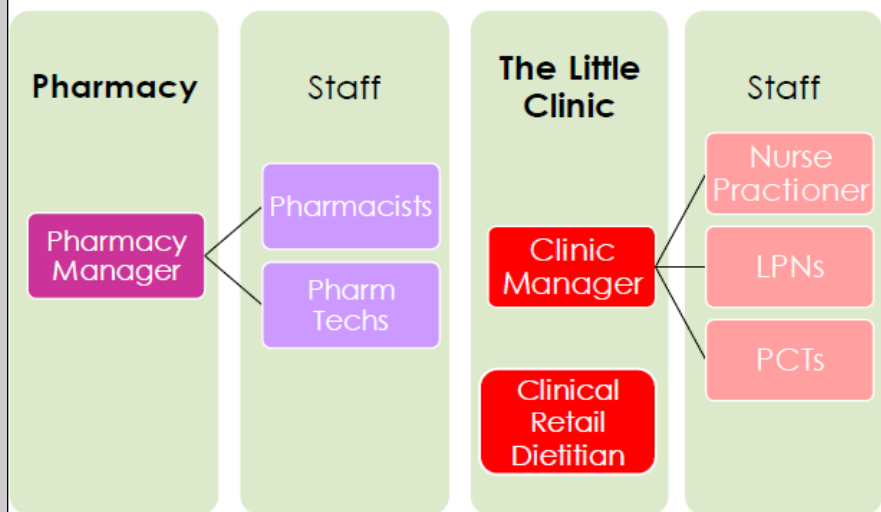 Pharmacy
Pharmacy
Manager
Staff
Pharmacists
Pharm
Techs
The Little
Clinic
Clinic
Manager
Clinical
Retail
Dietitian
Staff
Nurse
Practioner
LPNs
PCTs